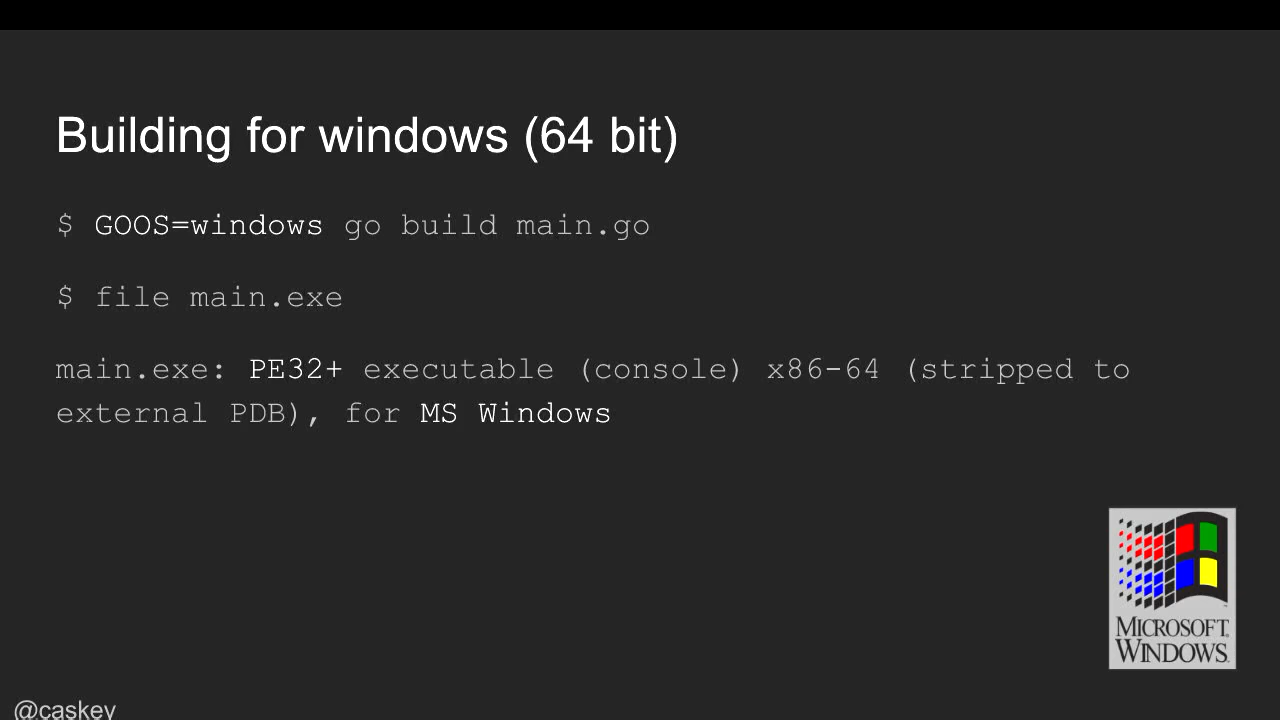 Building for windows (64 bit)
$ GOOS=windows go build main.go
$ file main.exe
main.exe: PE32+ executable (console) x86-64 (stripped to
external PDB), for MS Windows
MICROSOFT
WINDOWS
@caskey